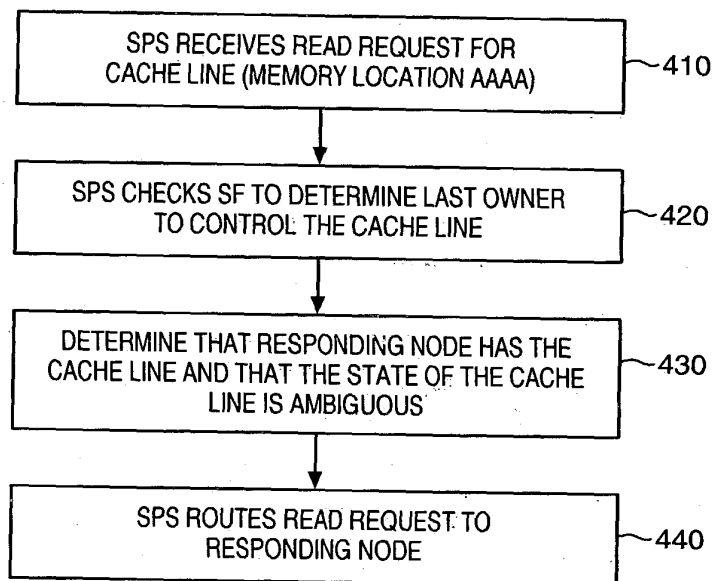 SPS RECEIVES READ REQUEST FOR
CACHE LINE (MEMORY LOCATION AAAA)
410
SPS CHECKS SF TO DETERMINE LAST OWNER
TO CONTROL THE CACHE LINE
420
DETERMINE THAT RESPONDING NODE HAS THE
CACHE LINE AND THAT THE STATE OF THE CACHE
LINE IS AMBIGUOUS
430
SPS ROUTES READ REQUEST TO
RESPONDING NODE
440